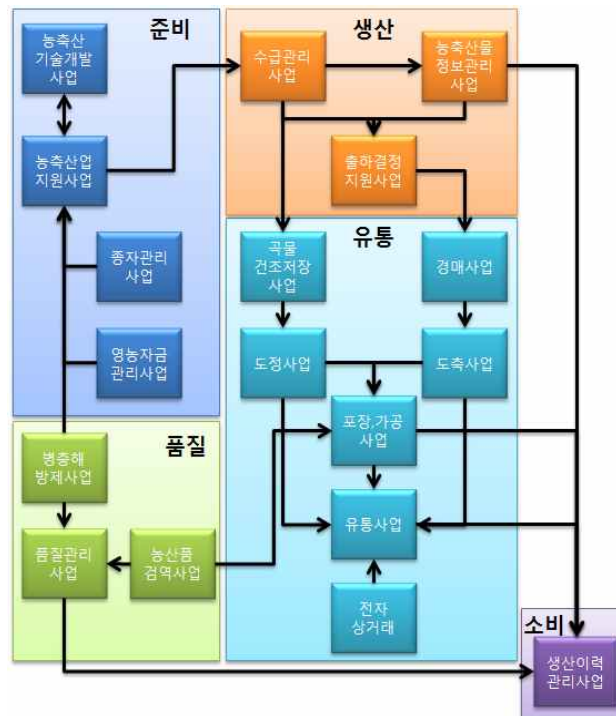 준비
농축산
기술개발
사업
농축산업
지원사업
종자관리
사업
영농자금
관리사업
생산
수급관리
사업
농축산물
정보관리
사업
출하결정
지원사업
유통
곡물
건조저장
사업
경매사업
도정사업
도축사업
포장,가공
사업
유통사업
전자
상거래
품질
병충해
방제사업
품질관리
사업
농산품
검역사업
소비
생산이력
관리사업